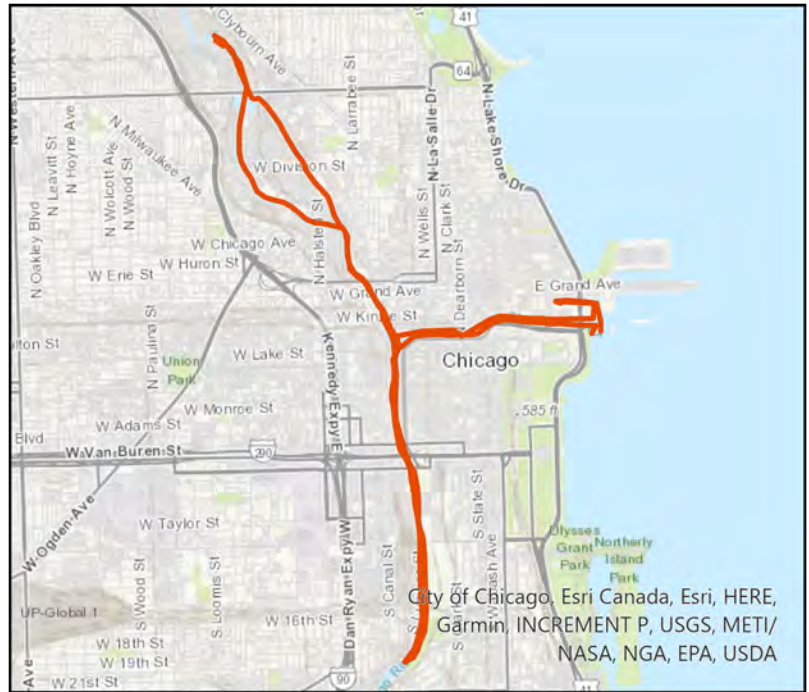 N Clybourn Ave
41
64
N Western Ave
N Larrabee St
N La Salle Dr
N Lake Shore Dr
N Milwaukee Ave
N Leavitt St
N Hoyne Ave
N Wolcott Ave
N Wood St
W Division St
N Halsted St
N Wells St
N Clark St
N Oakley Blvd
W Chicago Ave
W Huron St
W Erie St
N Dearborn St
E Grand Ave
W Grand Ave
W Kinzie St
N Paulina St
W Lake St
Kennedy Expy E
Chicago
Union
Park
W Monroe St
585 ft
W Adams St
Blvd
W Van Buren St
290
W Ogden Ave
W Taylor St
S State St
S Wood St
S Loomis St
Dan Ryan Expy W
S Canal St
Ulysses
Grant
Park
Northerly
Island
Park
UP-Global 1
W 16th St
W 18th St
W 19th St
W 21st St
90
41
City of Chicago, Esri Canada, Esri, HERE,
Garmin, INCREMENT P, USGS, METI/
NASA, NGA, EPA, USDA